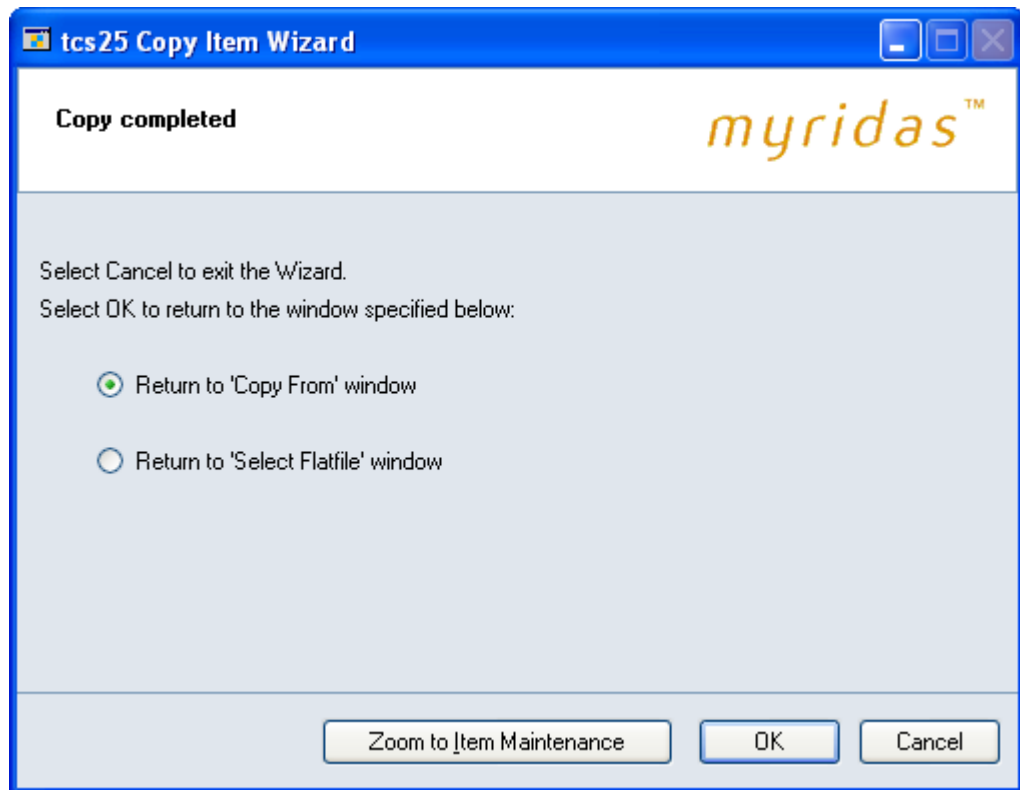 tcs25 Copy Item Wizard
Copy completed
myridas™
Select Cancel to exit the Wizard.
Select OK to return to the window specified below:
Return to 'Copy From' window
Return to 'Select Flatfile' window
Zoom to Item Maintenance
OK
Cancel